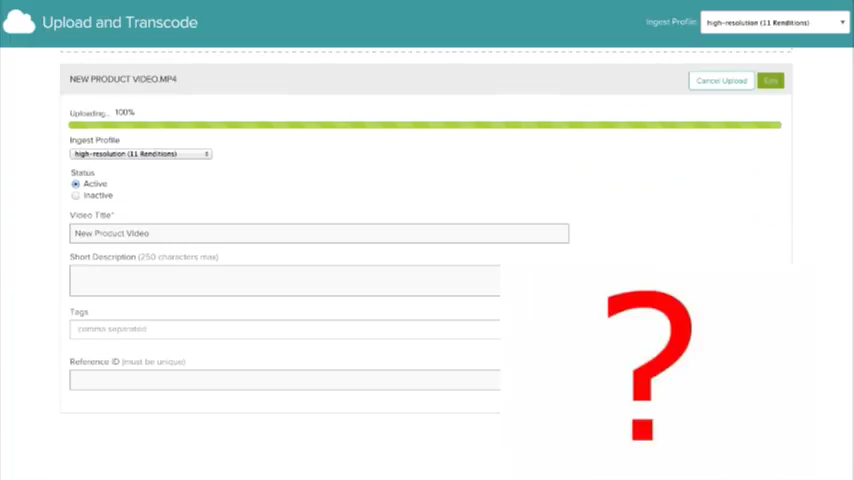 Upload and Transcode
Ingest Profile: high-resolution (11 Renditions)
NEW PRODUCT VIDEO.MP4
Cancel Upload
Edit
Uploading... 100%
Ingest Profile
high-resolution (11 Renditions)
Status
Active
Inactive
Video Title*
New Product Video
Short Description (250 characters max)
Tags
comma separated
Reference ID (must be unique)
?